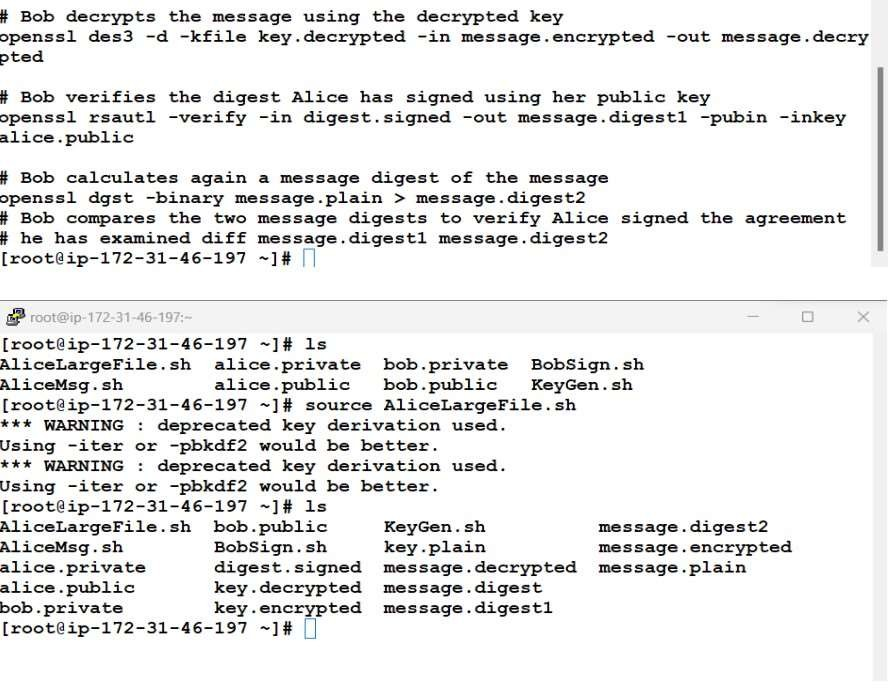 # Bob decrypts the message using the decrypted key
openssl des3 -d -kfile key.decrypted -in message.encrypted -out message.decry
pted
# Bob verifies the digest Alice has signed using her public key
openssl rsautl -verify -in digest.signed -out message.digest1 -pubin -inkey
alice.public
# Bob calculates again a message digest of the message
openssl dgst -binary message.plain > message.digest2
# Bob compares the two message digests to verify Alice signed the agreement
# he has examined diff message.digest1 message.digest2
[root@ip-172-31-46-197 ~]#
root@ip-172-31-46-197:~
[root@ip-172-31-46-197 ~]# ls
AliceLargeFile.sh alice.private bob.private BobSign.sh
AliceMsg.sh alice.public bob.public KeyGen.sh
[root@ip-172-31-46-197 ~]# source AliceLargeFile.sh
*** WARNING : deprecated key derivation used.
Using -iter or -pbkdf2 would be better.
*** WARNING : deprecated key derivation used.
Using -iter or -pbkdf2 would be better.
[root@ip-172-31-46-197 ~]# ls
AliceLargeFile.sh bob.public KeyGen.sh message.digest2
AliceMsg.sh BobSign.sh key.plain message.encrypted
alice.private digest.signed message.decrypted message.plain
alice.public key.decrypted message.digest
bob.private key.encrypted message.digest1
[root@ip-172-31-46-197 ~]#